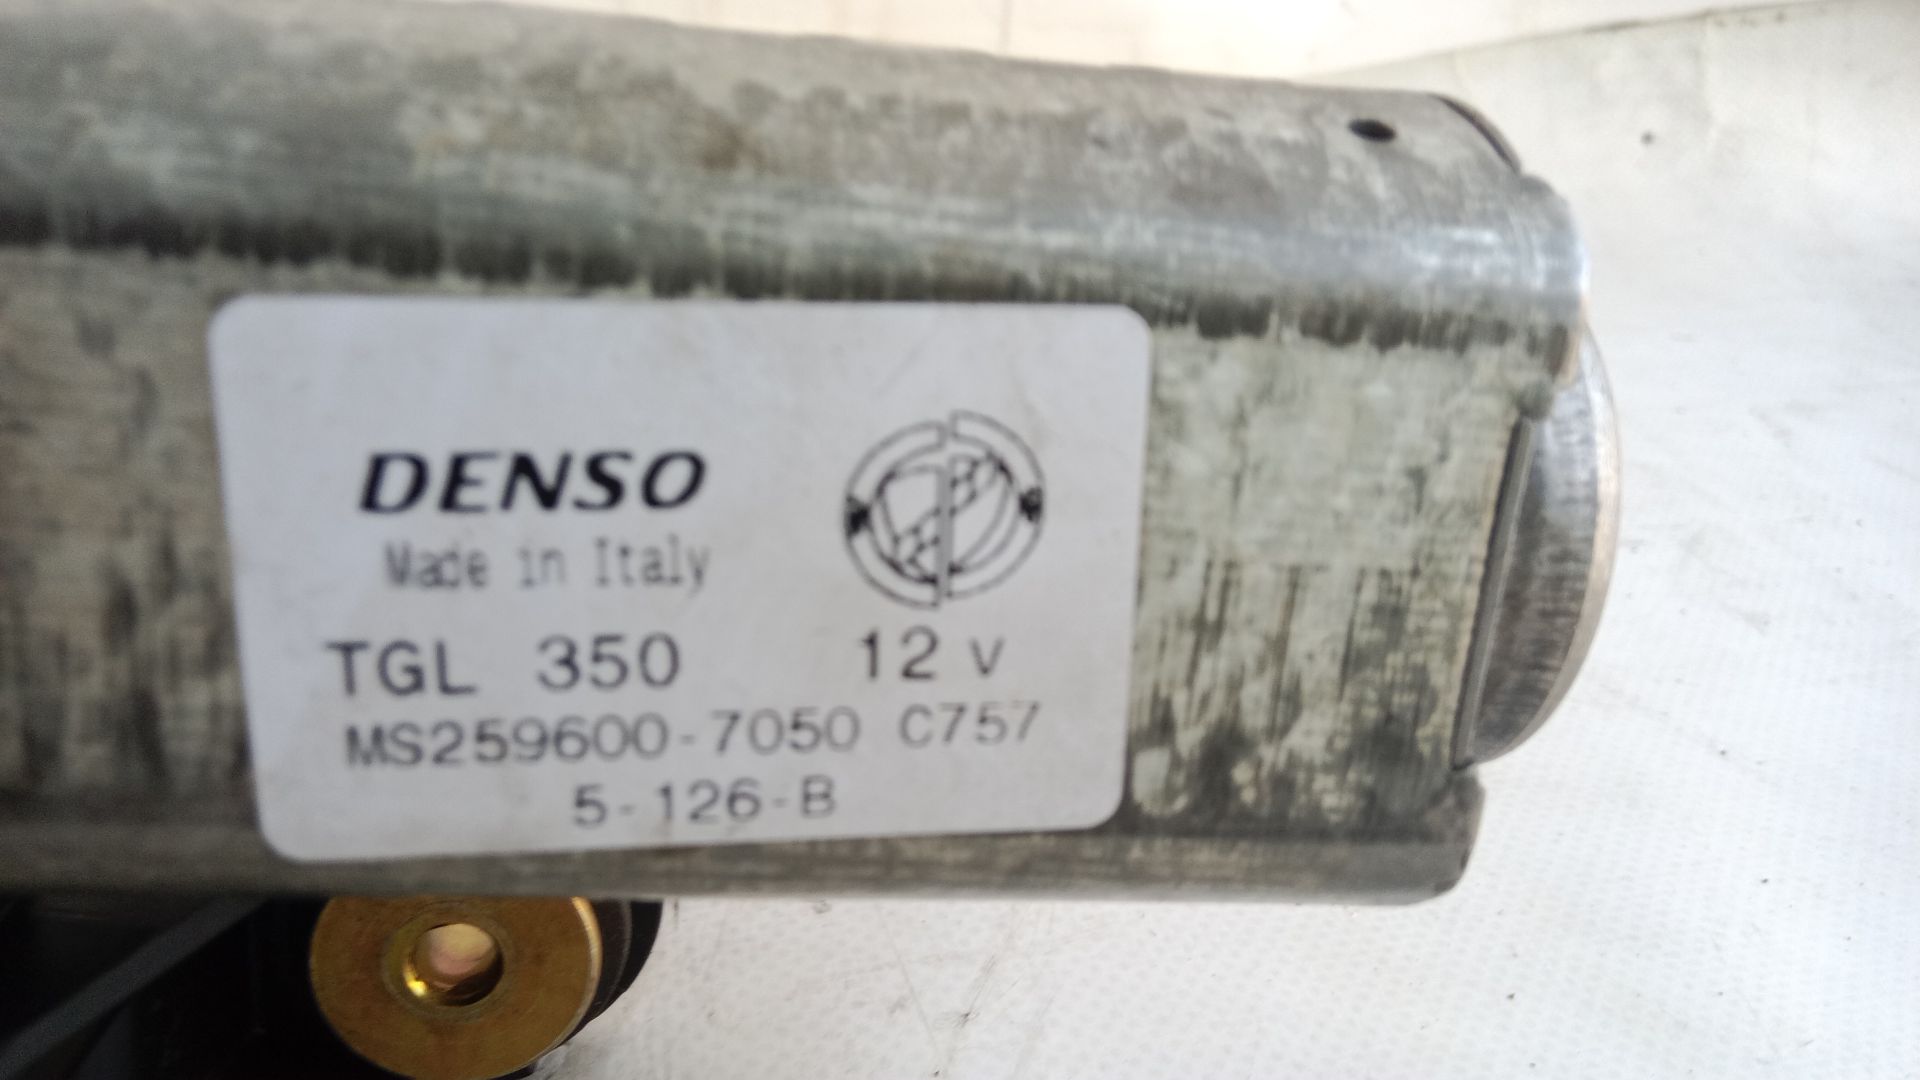 DENSO
Made in Italy
TGL 350 12 V
MS259600-7050 C757
5-126-B